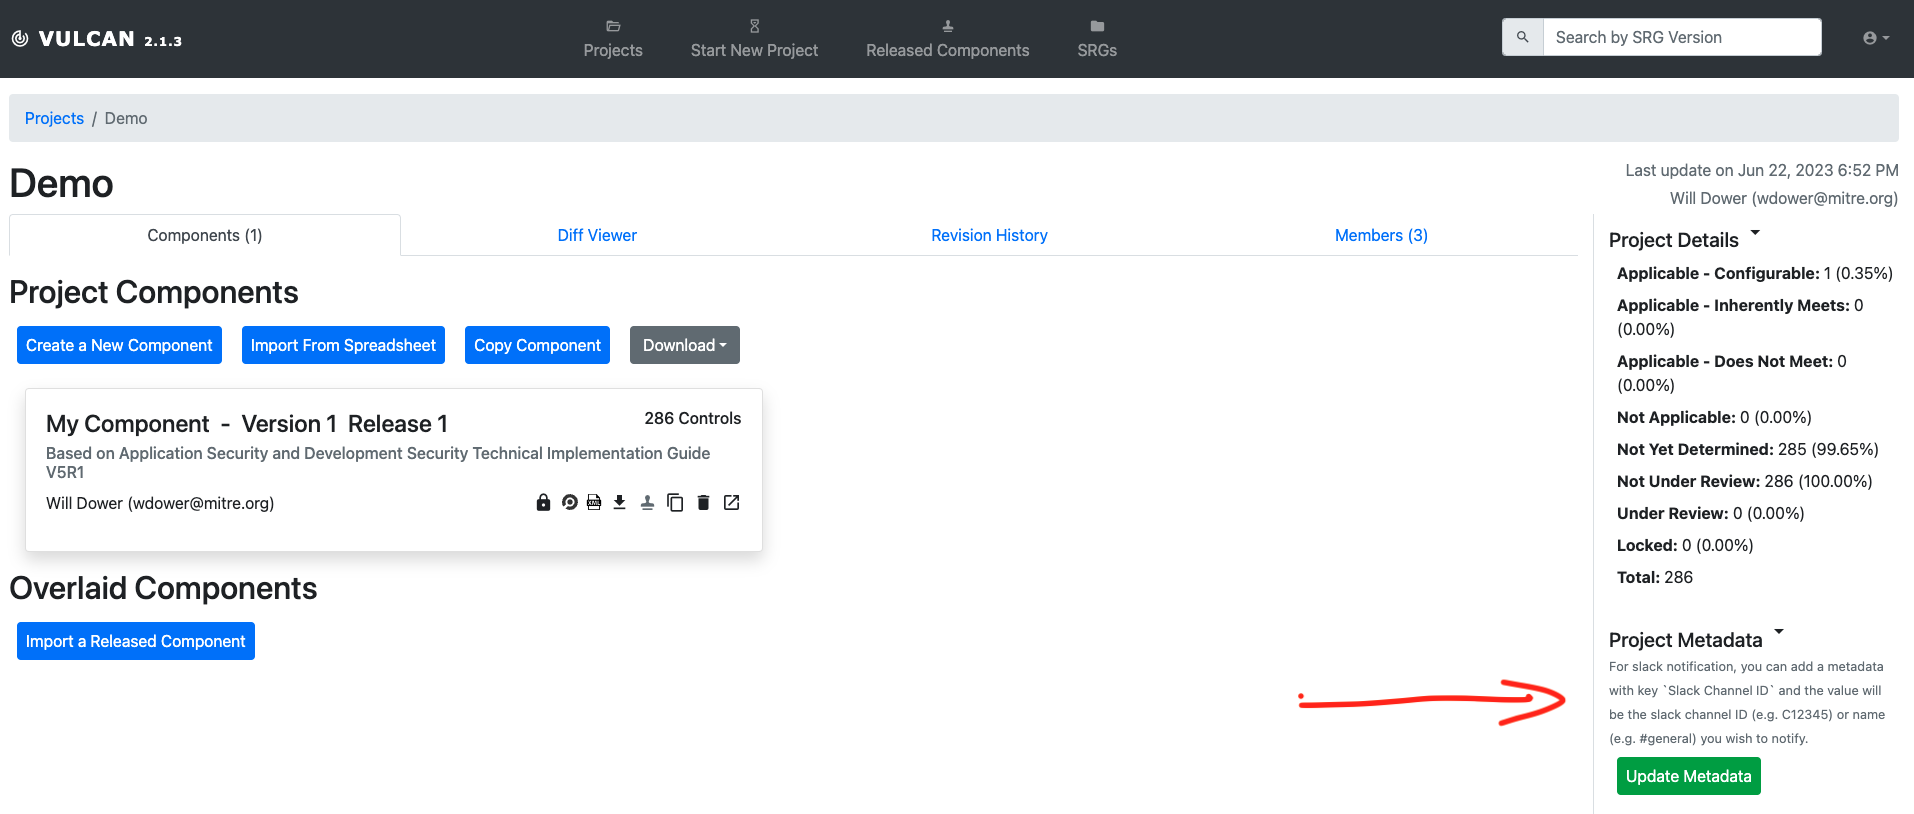 VULCAN 2.1.3
Projects
Start New Project
Released Components
SRGs
Search by SRG Version
Projects / Demo
Demo
Last update on Jun 22, 2023 6:52 PM
Will Dower (wdower@mitre.org)
Components (1)
Diff Viewer
Revision History
Members (3)
Project Components
Create a New Component
Import From Spreadsheet
Copy Component
Download
My Component - Version 1 Release 1
286 Controls
Based on Application Security and Development Security Technical Implementation Guide
V5R1
Will Dower (wdower@mitre.org)
Overlaid Components
Import a Released Component
Project Details
Applicable - Configurable: 1 (0.35%)
Applicable - Inherently Meets: 0
(0.00%)
Applicable - Does Not Meet: 0
(0.00%)
Not Applicable: 0 (0.00%)
Not Yet Determined: 285 (99.65%)
Not Under Review: 286 (100.00%)
Under Review: 0 (0.00%)
Locked: 0 (0.00%)
Total: 286
Project Metadata
For slack notification, you can add a metadata
with key `Slack Channel ID` and the value will
be the slack channel ID (e.g. C12345) or name
(e.g. #general) you wish to notify.
Update Metadata